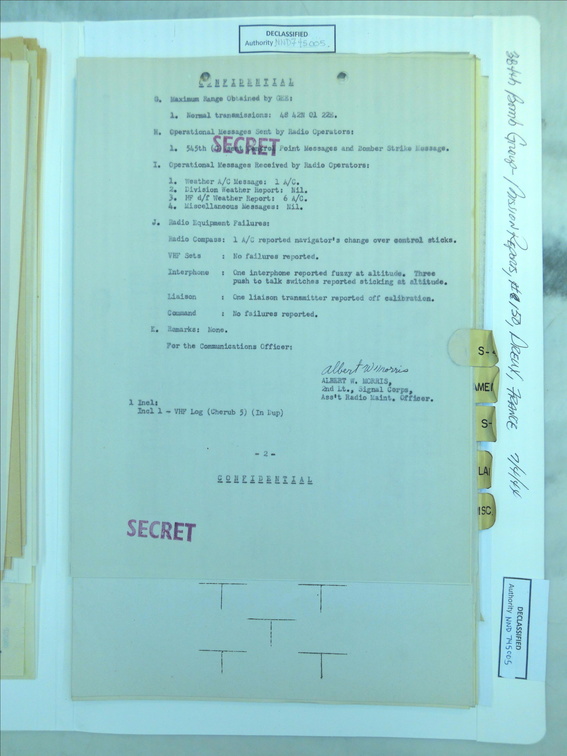 DECLASSIFIED
Authority NND745005
CONFIDENTIAL
G. Maximum Range Obtained by GEE:
1. Normal transmissions: 48 42N 01 22E.
H. Operational Messages Sent by Radio Operators:
1. 545th Control Point Messages and Bomber Strike Message.
SECRET
I. Operational Messages Received by Radio Operators:
1. Weather A/C Message: 1 A/C.
2. Division Weather Report: Nil.
3. HF d/f Weather Report: 6 A/C.
4. Miscellaneous Messages: Nil.
J. Radio Equipment Failures:
Radio Compass: 1 A/C reported navigator's change over control sticks.
VHF Sets : No failures reported.
Interphone : One interphone reported fuzzy at altitude. Three
push to talk switches reported sticking at altitude.
Liaison : One liaison transmitter reported off calibration.
Command : No failures reported.
K. Remarks: None.
For the Communications Officer:
Albert W Morris
ALBERT W. MORRIS,
2nd Lt., Signal Corps,
Ass't Radio Maint. Officer.
1 Incl:
Incl 1 - VHF Log (Cherub 3) (In Dup)
- 2 -
CONFIDENTIAL
SECRET
384th Bomb Group - Mission Reports, # 150, France
S-
AME
S-
LA
ISC
DECLASSIFIED
Authority NND 745005